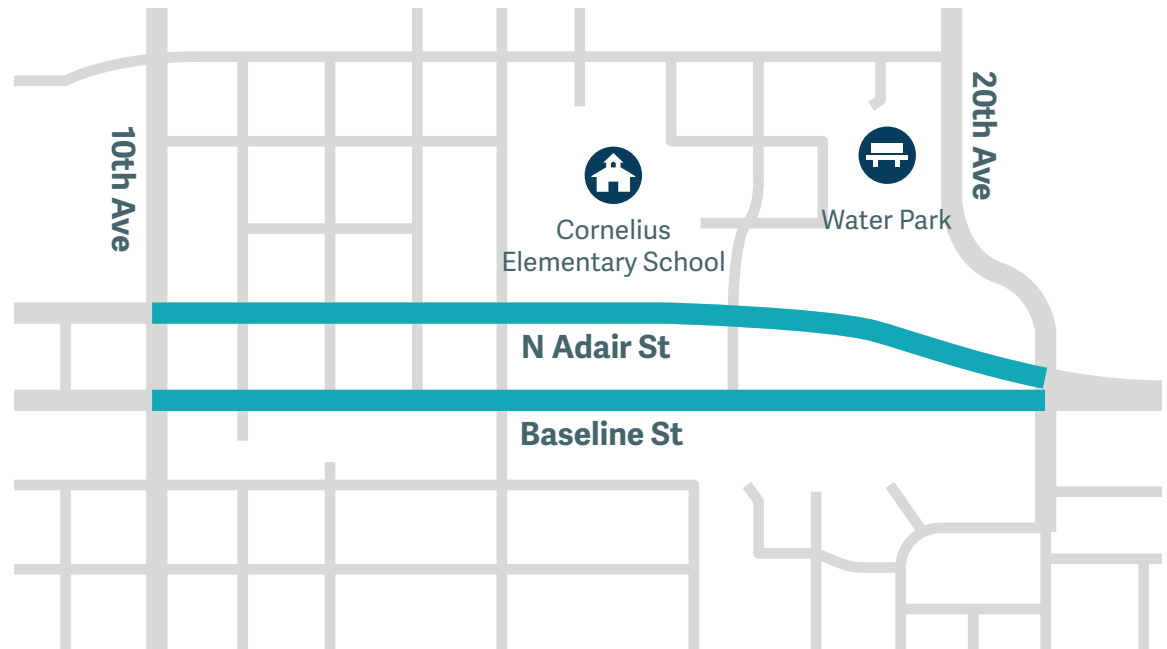 10th Ave
20th Ave
Cornelius
Elementary School
Water Park
N Adair St
Baseline St